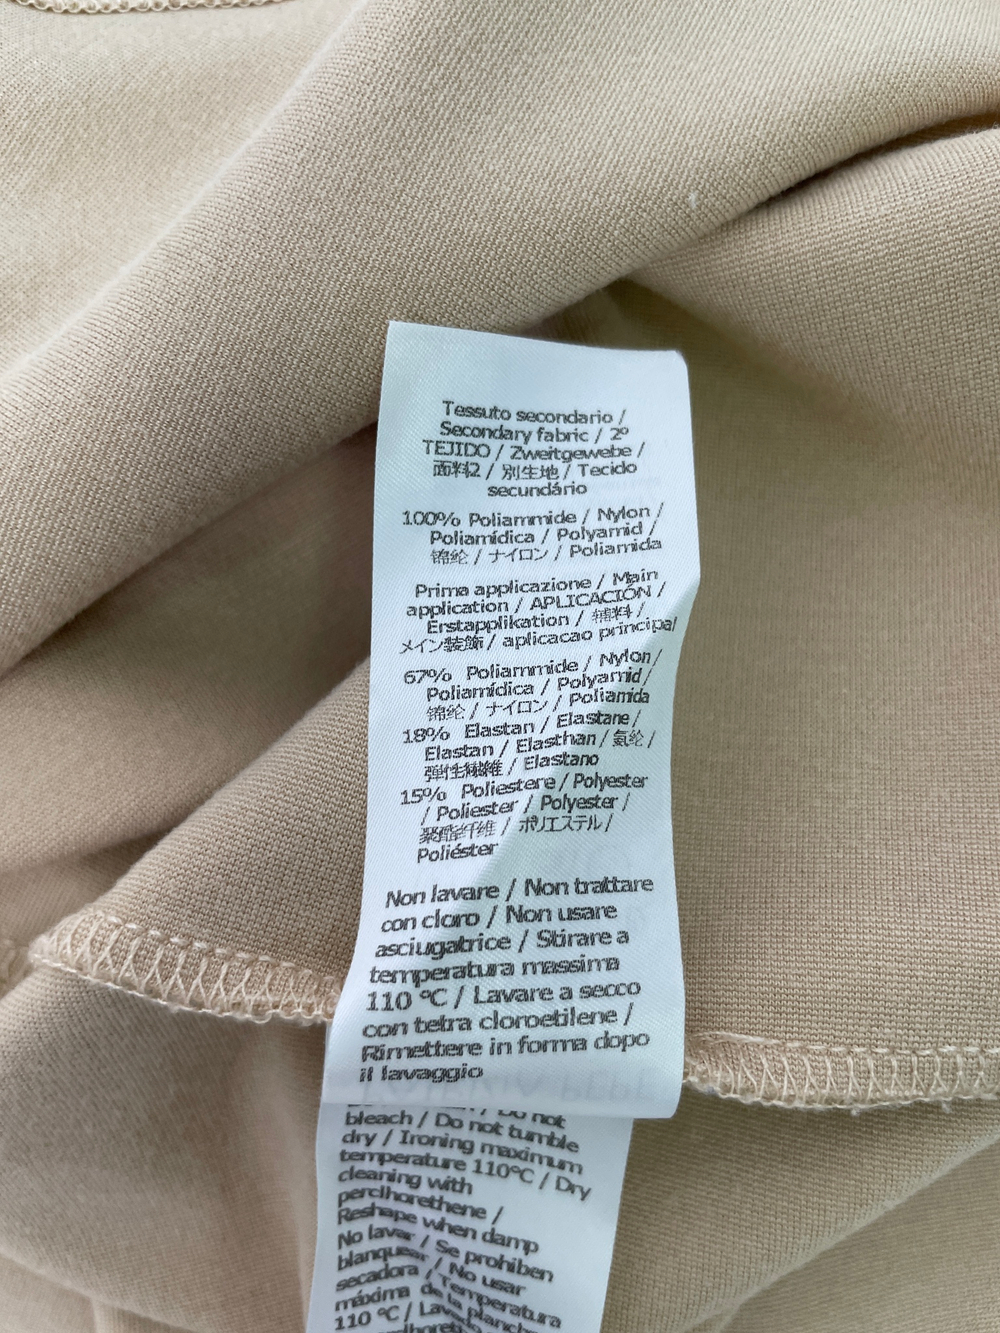 Tessuto secondario /
Secondary fabric / 2º
TEJIDO / Zweitgewebe /
面料2 / 別生地 / Tecido
secundário
100% Poliammide / Nylon /
Poliamídica / Polyamid /
锦纶 / ナイロン / Poliamida
Prima applicazione / Main
application / APLICACIÓN /
Erstapplikation / 辅料 /
メイン装飾 / aplicacao principal
67% Poliammide / Nylon/
Poliamídica / Polyamid/
锦纶 / ナイロン / Poliamida
18% Elastan / Elastane/
Elastan / Elasthan / 氨纶 /
弾性繊維 / Elastano
15% Poliestere / Polyester
/ Poliester / Polyester /
聚酯纤维 / ポリエステル/
Poliéster
Non lavare / Non trattare
con cloro / Non usare
asciugatrice / Stirare a
temperatura massima
110 °C / Lavare a secco
con tetra cloroetilene /
Rimettere in forma dopo
il lavaggio
/ Do not
bleach / Do not tumble
dry / Ironing maximum
temperature 110°C / Dry
cleaning with
perclhorethene /
Reshape when damp
No lavar / Se prohiben
blanquear / No usar
secadora / Temperatura
máxima de la plancha
110 °C /